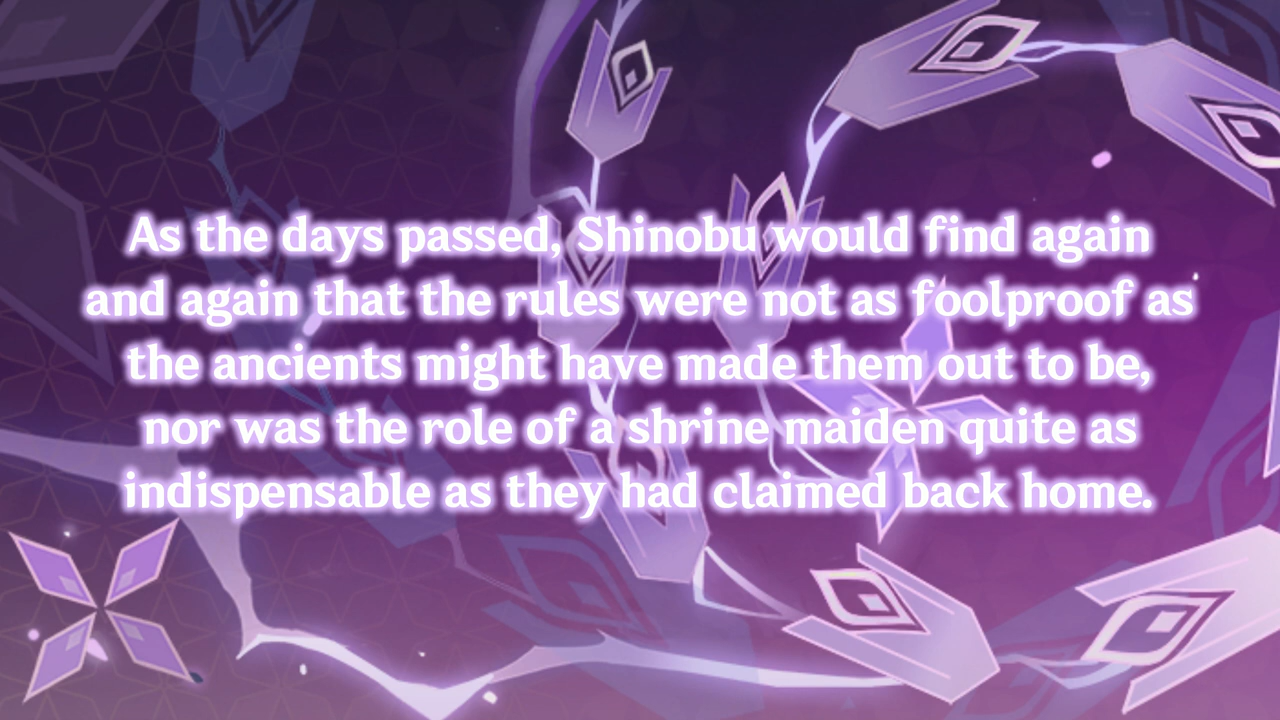 As the days passed, Shinobu would find again
and again that the rules were not as foolproof as
the ancients might have made them out to be,
nor was the role of a shrine maiden quite as
indispensable as they had claimed back home.